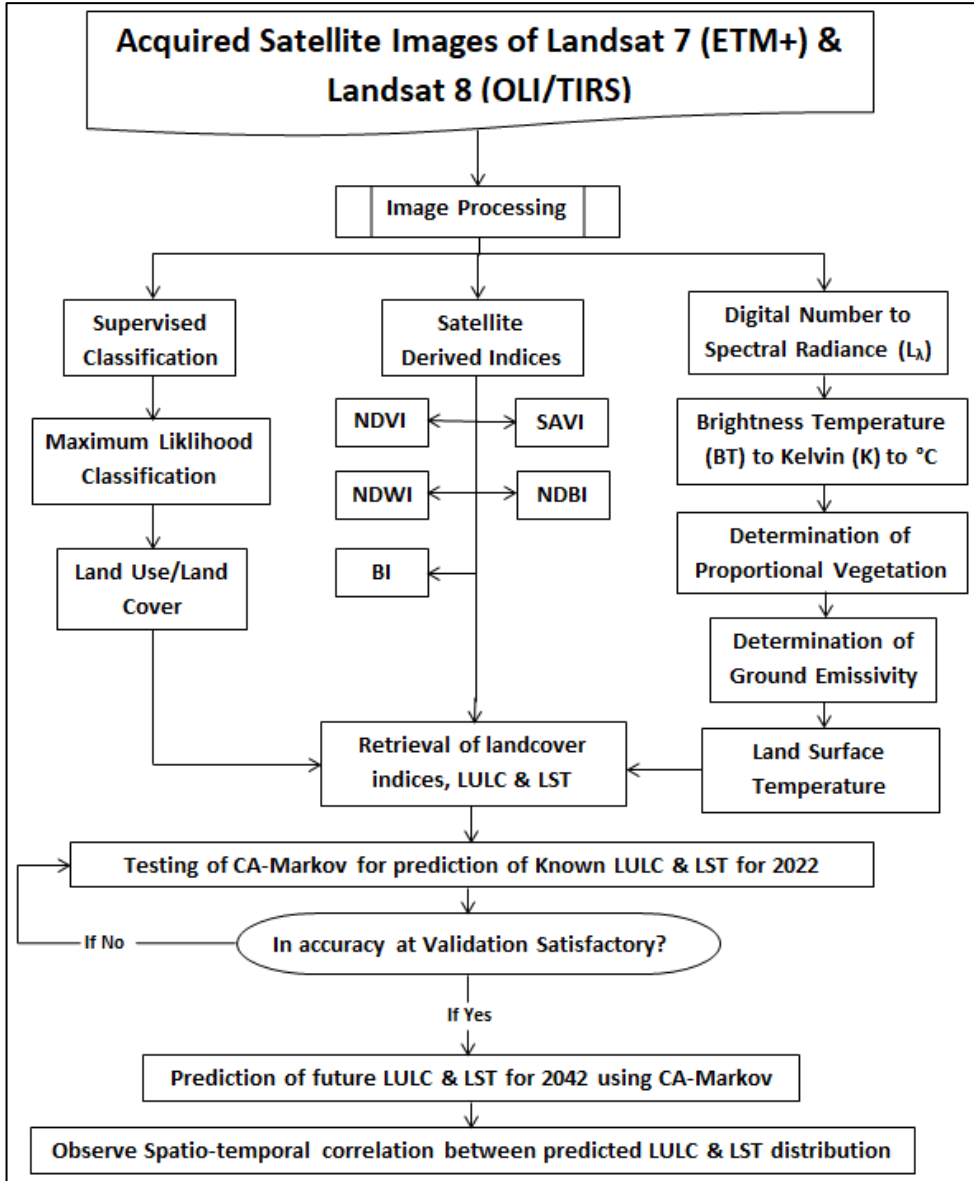 Acquired Satellite Images of Landsat 7 (ETM+) &
Landsat 8 (OLI/TIRS)
Image Processing
Supervised
Classification
Maximum Liklihood
Classification
Land Use/Land
Cover
Satellite
Derived Indices
NDVI
SAVI
NDWI
NDBI
BI
Digital Number to
Spectral Radiance (Lλ)
Brightness Temperature
(BT) to Kelvin (K) to °C
Determination of
Proportional Vegetation
Determination of
Ground Emissivity
Land Surface
Temperature
Retrieval of landcover
indices, LULC & LST
Testing of CA-Markov for prediction of Known LULC & LST for 2022
If No
In accuracy at Validation Satisfactory?
If Yes
Prediction of future LULC & LST for 2042 using CA-Markov
Observe Spatio-temporal correlation between predicted LULC & LST distribution